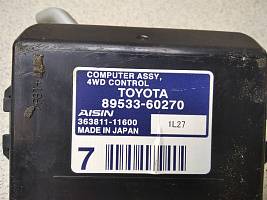 COMPUTER ASSY,
4WD CONTROL
TOYOTA
89533-60270
AISIN
363811-11600 1L27
MADE IN JAPAN
7